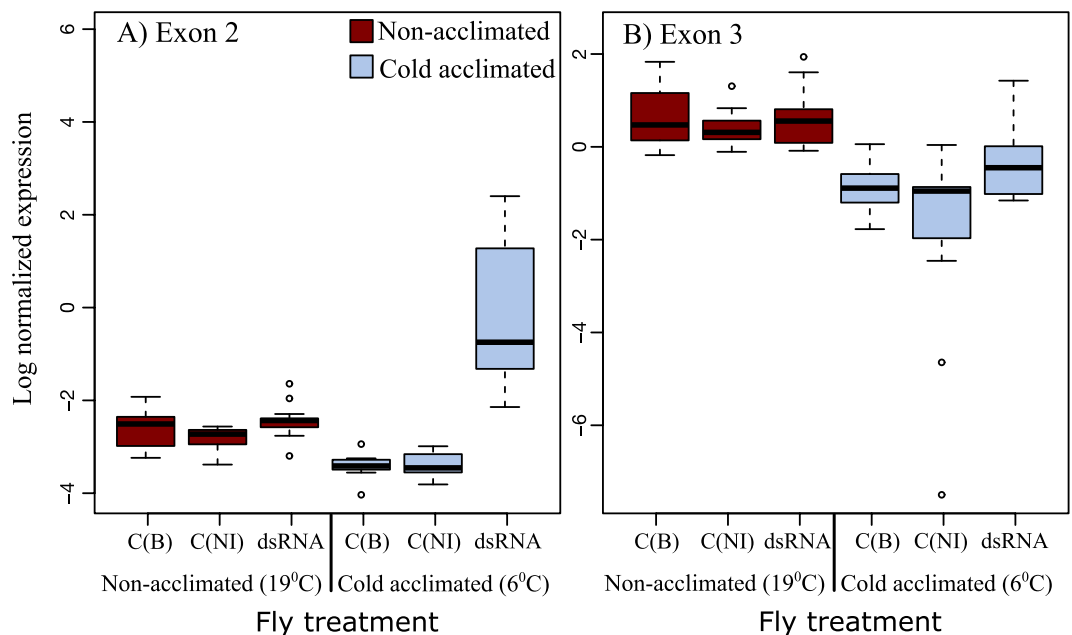 A) Exon 2
Non-acclimated
Cold acclimated
Log normalized expression
6
4
2
0
−2
−4
C(B) C(NI) dsRNA C(B) C(NI) dsRNA
Non-acclimated (19⁰C) Cold acclimated (6⁰C)
Fly treatment
B) Exon 3
2
0
−2
−4
−6
C(B) C(NI) dsRNA C(B) C(NI) dsRNA
Non-acclimated (19⁰C) Cold acclimated (6⁰C)
Fly treatment